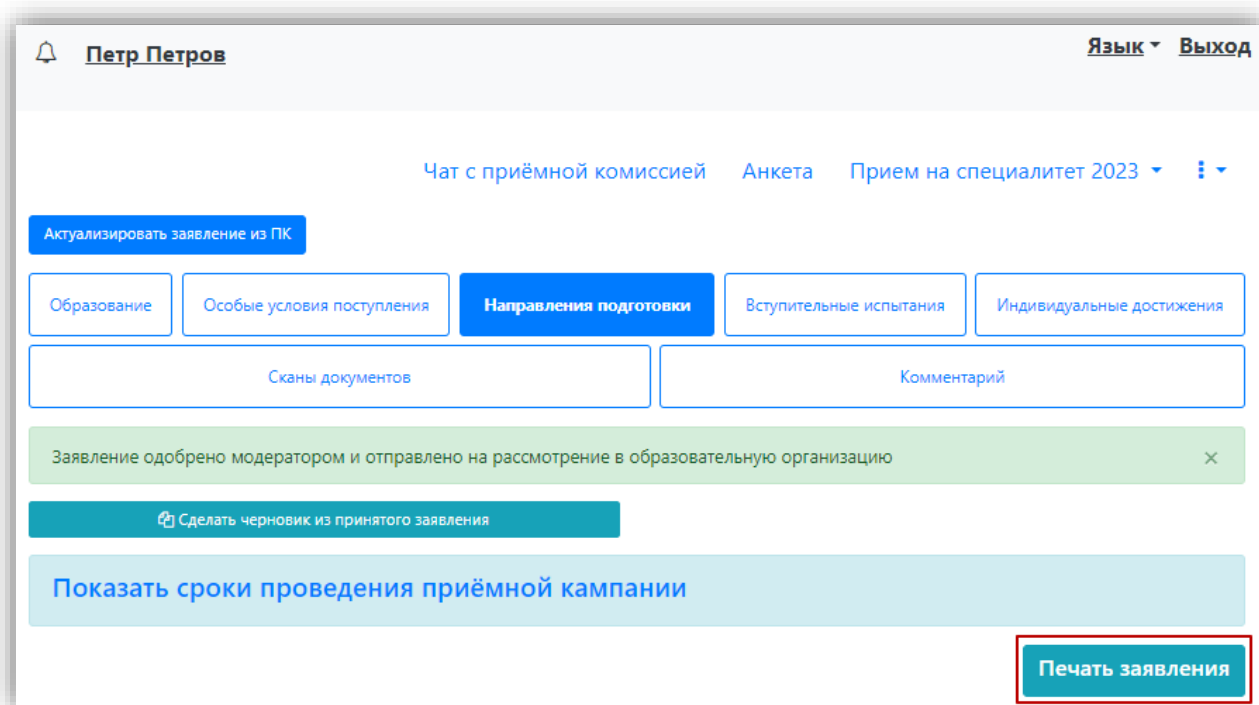 Петр Петров Язык Выход
Чат с приёмной комиссией Анкета Прием на специалитет 2023
Актуализировать заявление из ПК
Образование Особые условия поступления Направления подготовки Вступительные испытания Индивидуальные достижения
Сканы документов Комментарий
Заявление одобрено модератором и отправлено на рассмотрение в образовательную организацию ×
Сделать черновик из принятого заявления
Показать сроки проведения приёмной кампании
Печать заявления